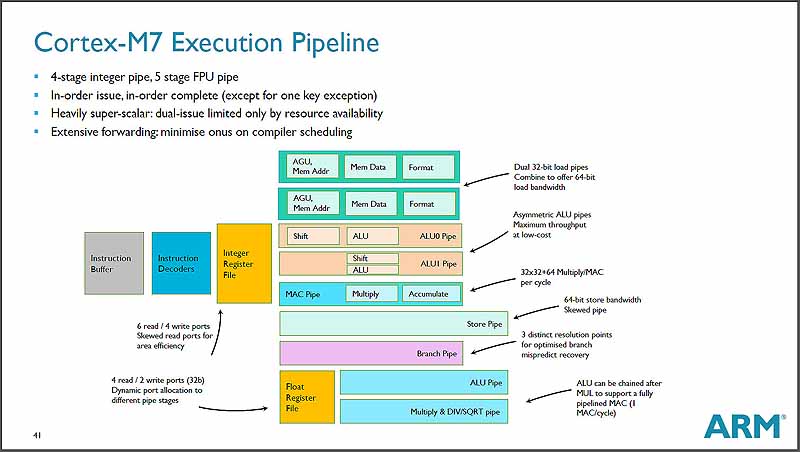 Cortex-M7 Execution Pipeline
4-stage integer pipe, 5 stage FPU pipe
In-order issue, in-order complete (except for one key exception)
Heavily super-scalar: dual-issue limited only by resource availability
Extensive forwarding: minimise onus on compiler scheduling
AGU,
Mem Addr
Mem Data
Format
Dual 32-bit load pipes
Combine to offer 64-bit
load bandwidth
AGU,
Mem Addr
Mem Data
Format
Shift
ALU
ALU0 Pipe
Asymmetric ALU pipes
Maximum throughput
at low-cost
Shift
ALU
ALU1 Pipe
Instruction
Buffer
Instruction
Decoders
Integer
Register
File
MAC Pipe
Multiply
Accumulate
32x32+64 Multiply/MAC
per cycle
Store Pipe
64-bit store bandwidth
Skewed pipe
6 read / 4 write ports
Skewed read ports for
area efficiency
Branch Pipe
3 distinct resolution points
for optimised branch
mispredict recovery
4 read / 2 write ports (32b)
Dynamic port allocation to
different pipe stages
Float
Register
File
ALU Pipe
Multiply & DIV/SQRT pipe
ALU can be chained after
MUL to support a fully
pipelined MAC (1
MAC/cycle)
41
ARM®